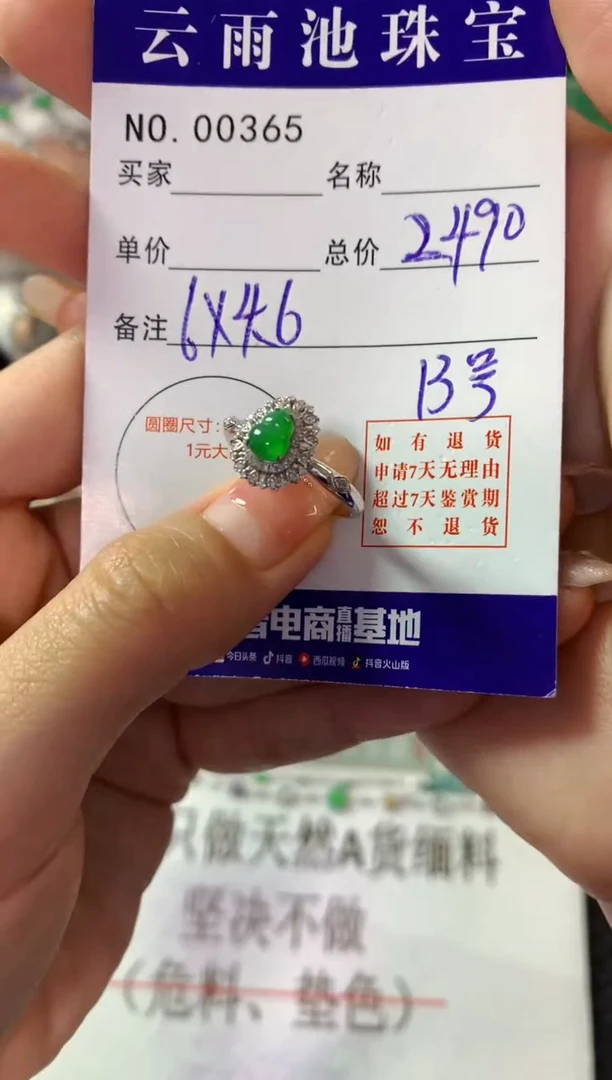 云雨池珠宝
NO. 00365
买家 名称
单价 总价 2490
备注 6X4.6
13号
圆圈尺寸:
1元大
如有退货
申请7天无理由
超过7天鉴赏期
恕不退货
电商直播基地
今日头条 抖音 西瓜视频 抖音火山版
只做天然A货缅料
坚决不做
(危料、垫色)